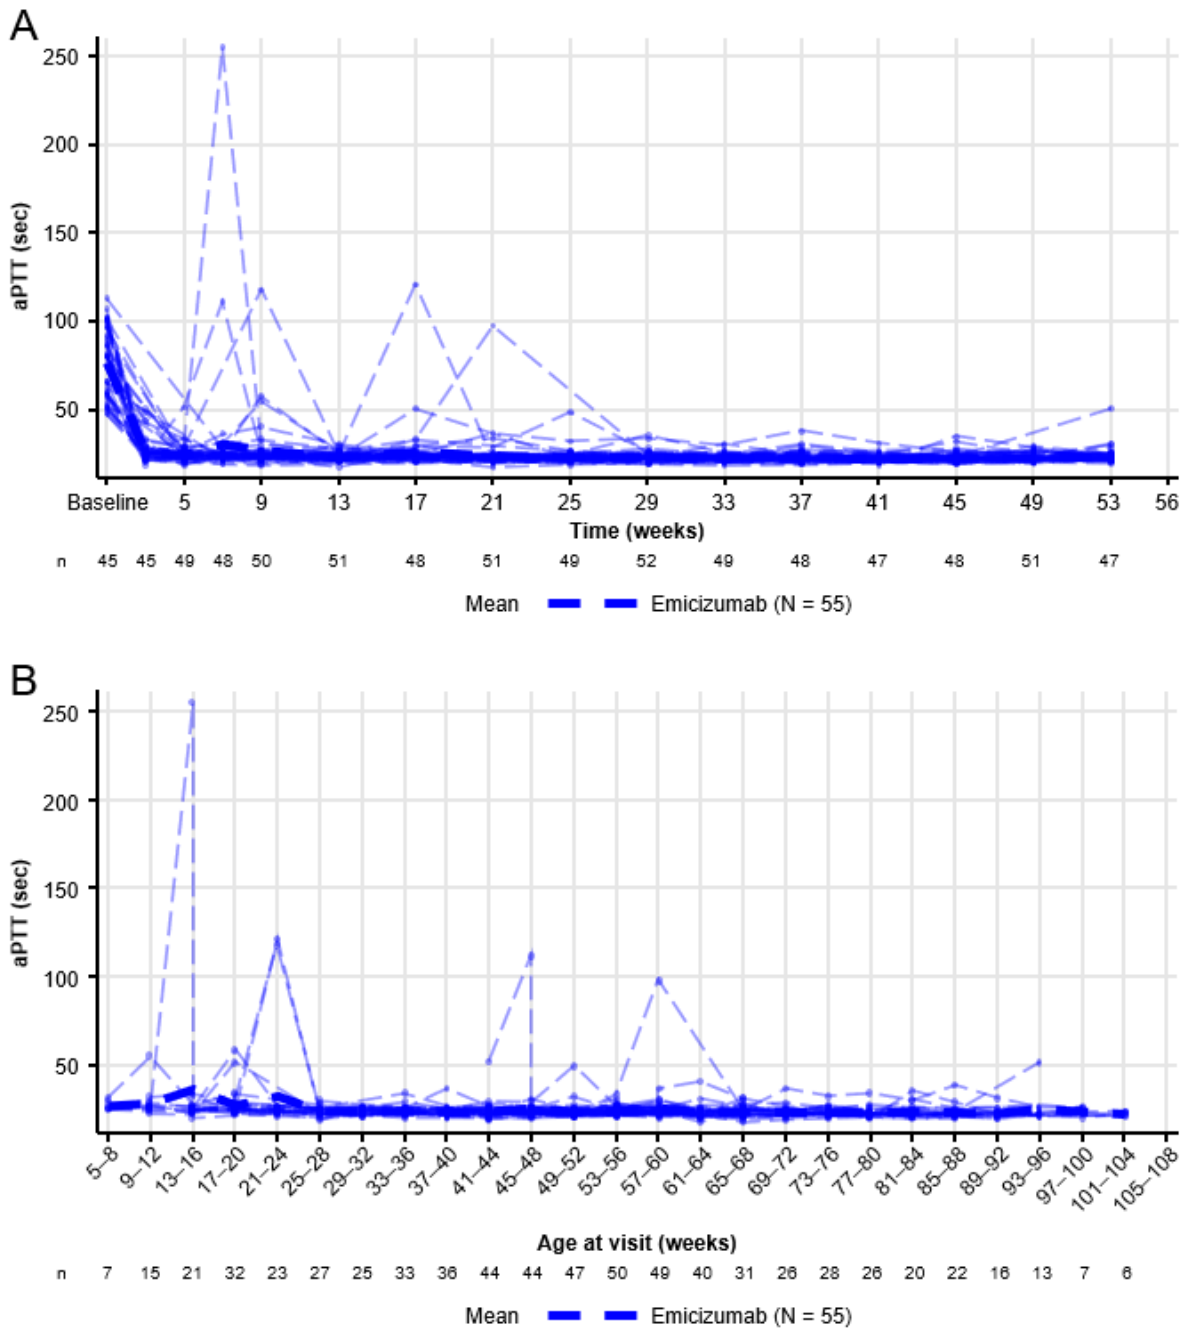 A
250
200
150
100
50
aPTT (sec)
Baseline 5 9 13 17 21 25 29 33 37 41 45 49 53 56
Time (weeks)
n 45 45 49 48 50 51 48 51 49 52 49 48 47 48 51 47
Mean Emicizumab (N = 55)
B
250
200
150
100
50
aPTT (sec)
5–8 9–12 13–16 17–20 21–24 25–28 29–32 33–36 37–40 41–44 45–48 49–52 53–56 57–60 61–64 65–68 69–72 73–76 77–80 81–84 85–88 89–92 93–96 97–100 101–104 105–108
Age at visit (weeks)
n 7 15 21 32 23 27 25 33 36 44 44 47 50 49 40 31 26 28 26 20 22 16 13 7 6
Mean Emicizumab (N = 55)